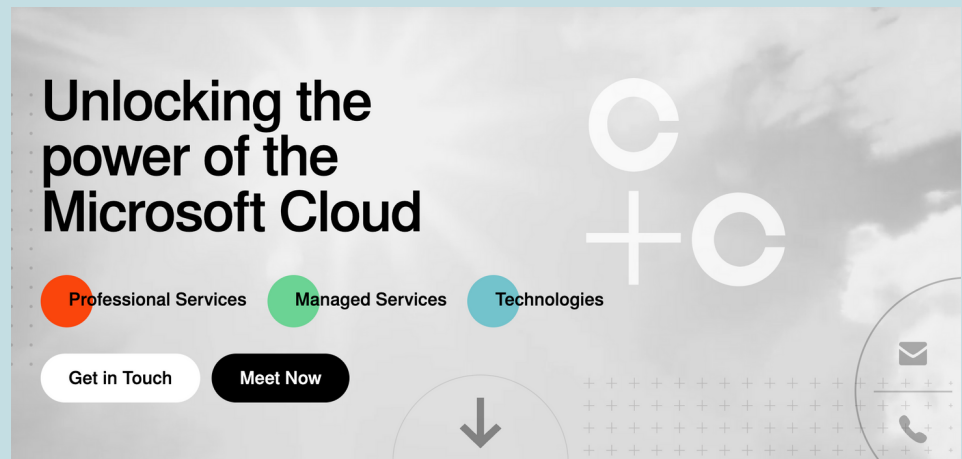 Unlocking the
power of the
Microsoft Cloud
C
+C
Professional Services Managed Services Technologies
Get in Touch Meet Now